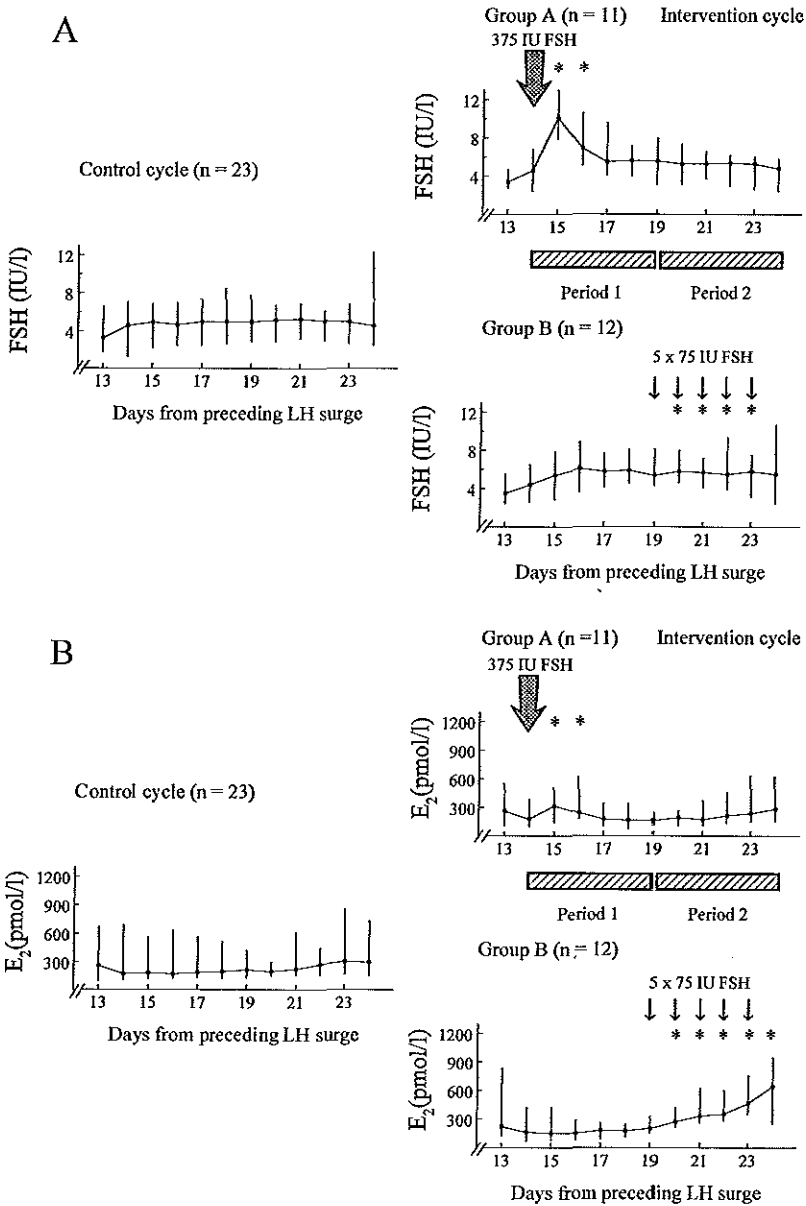 A
Group A (n = 11) Intervention cycle
375 IU FSH
* *
FSH (IU/l)
12
8
4
13 15 17 19 21 23
Period 1 Period 2
Control cycle (n = 23)
FSH (IU/l)
12
8
4
13 15 17 19 21 23
Days from preceding LH surge
Group B (n = 12)
5 x 75 IU FSH
* * * *
FSH (IU/l)
12
8
4
13 15 17 19 21 23
Days from preceding LH surge
B
Group A (n =11) Intervention cycle
375 IU FSH
* *
E2(pmol/l)
1200
900
600
300
13 15 17 19 21 23
Period 1 Period 2
Control cycle (n = 23)
E2(pmol/l)
1200
900
600
300
13 15 17 19 21 23
Days from preceding LH surge
Group B (n = 12)
5 x 75 IU FSH
* * * * *
E2(pmol/l)
1200
900
600
300
13 15 17 19 21 23
Days from preceding LH surge